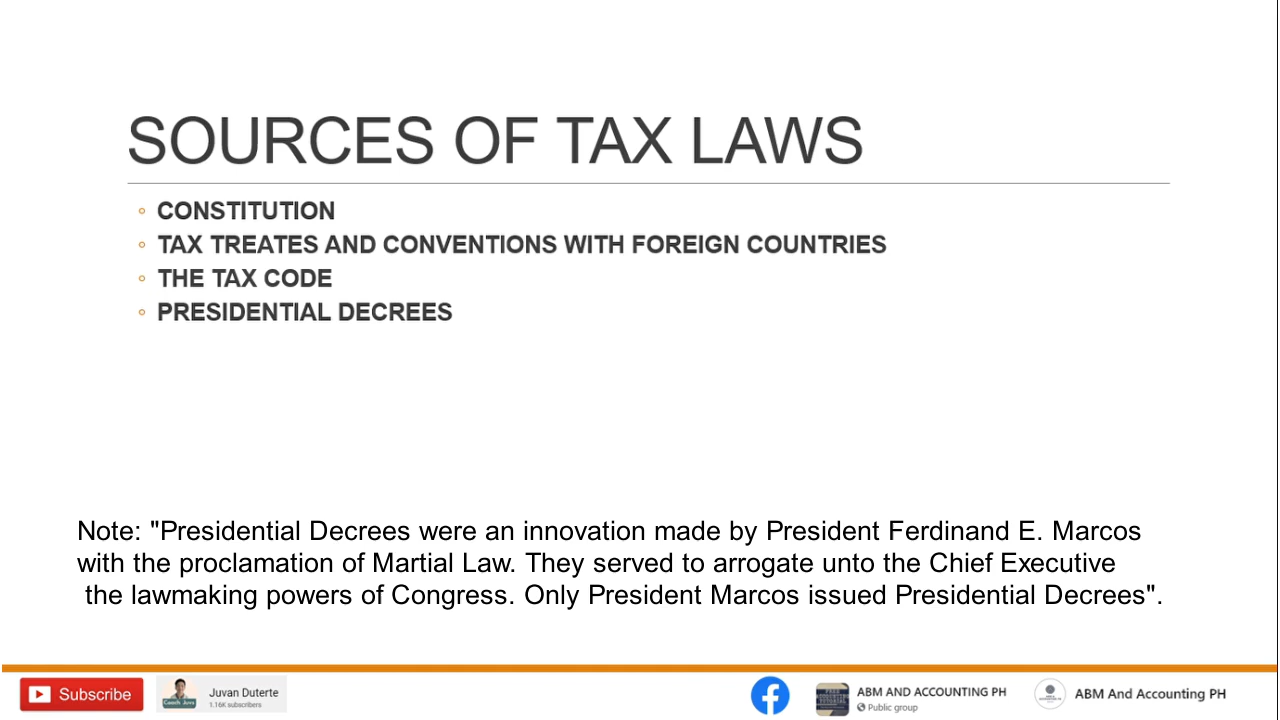 SOURCES OF TAX LAWS
CONSTITUTION
TAX TREATES AND CONVENTIONS WITH FOREIGN COUNTRIES
THE TAX CODE
PRESIDENTIAL DECREES
Note: "Presidential Decrees were an innovation made by President Ferdinand E. Marcos
with the proclamation of Martial Law. They served to arrogate unto the Chief Executive
the lawmaking powers of Congress. Only President Marcos issued Presidential Decrees".
Subscribe
Juvan Duterte
1.16K subscribers
ABM AND ACCOUNTING PH
Public group
ABM And Accounting PH